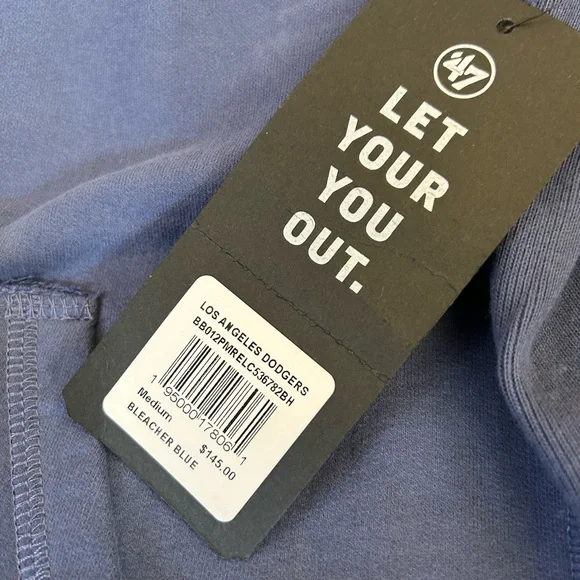 '47
LET
YOUR
YOU
OUT.
LOS ANGELES DODGERS
BB012PMRELC536782BH
1 95000 17806 1
Medium $145.00
BLEACHER BLUE